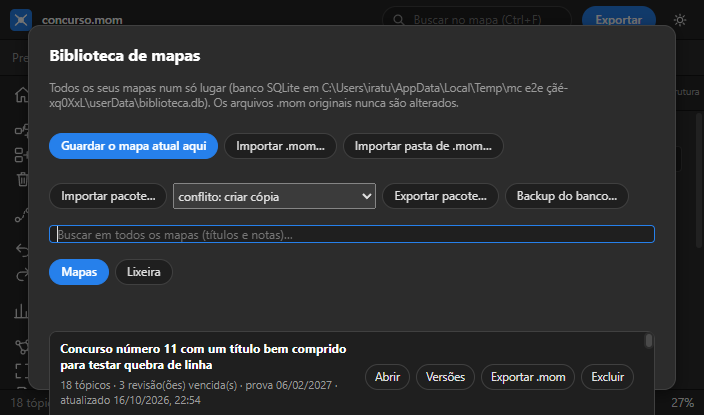 concurso.mom
Buscar no mapa (Ctrl+F)
Exportar
Pre
rutura
Biblioteca de mapas
Todos os seus mapas num só lugar (banco SQLite em C:\Users\iratu\AppData\Local\Temp\mc e2e çãé-
xq0XxL\userData\biblioteca.db). Os arquivos .mom originais nunca são alterados.
Guardar o mapa atual aqui
Importar .mom...
Importar pasta de .mom...
Importar pacote...
conflito: criar cópia
Exportar pacote...
Backup do banco...
Buscar em todos os mapas (títulos e notas)...
Mapas
Lixeira
Concurso número 11 com um título bem comprido
para testar quebra de linha
18 tópicos · 3 revisão(ões) vencida(s) · prova 06/02/2027 ·
atualizado 16/10/2026, 22:54
Abrir
Versões
Exportar .mom
Excluir
18 tópic
27%